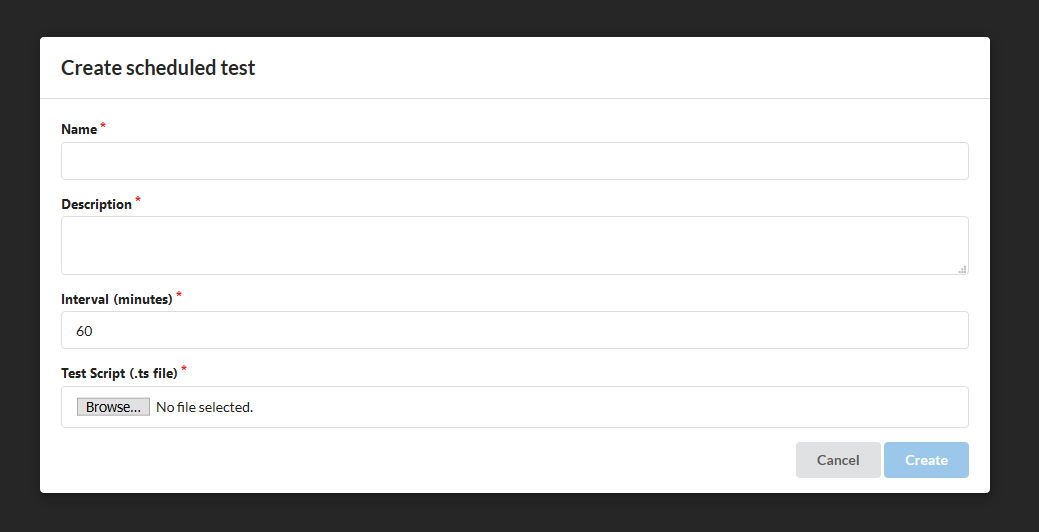 Create scheduled test
Name *
Description *
Interval (minutes) *
60
Test Script (.ts file) *
Browse... No file selected.
Cancel Create